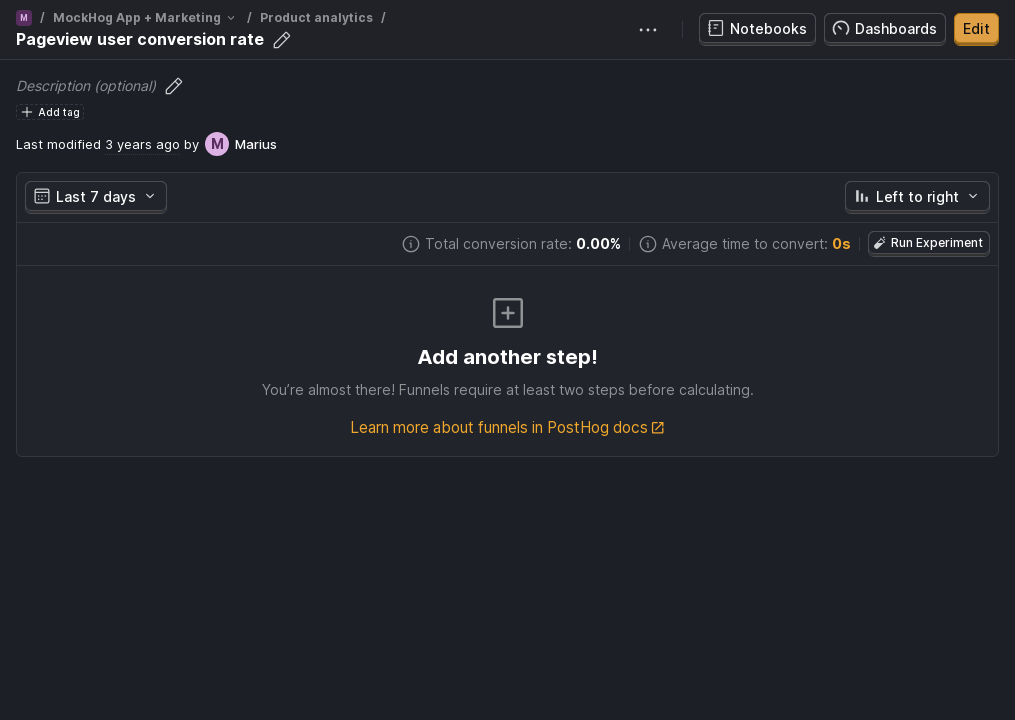 M / MockHog App + Marketing / Product analytics /
Pageview user conversion rate
Notebooks
Dashboards
Edit
Description (optional)
Add tag
Last modified 3 years ago by M Marius
Last 7 days
Left to right
Total conversion rate: 0.00%
Average time to convert: 0s
Run Experiment
Add another step!
You’re almost there! Funnels require at least two steps before calculating.
Learn more about funnels in PostHog docs